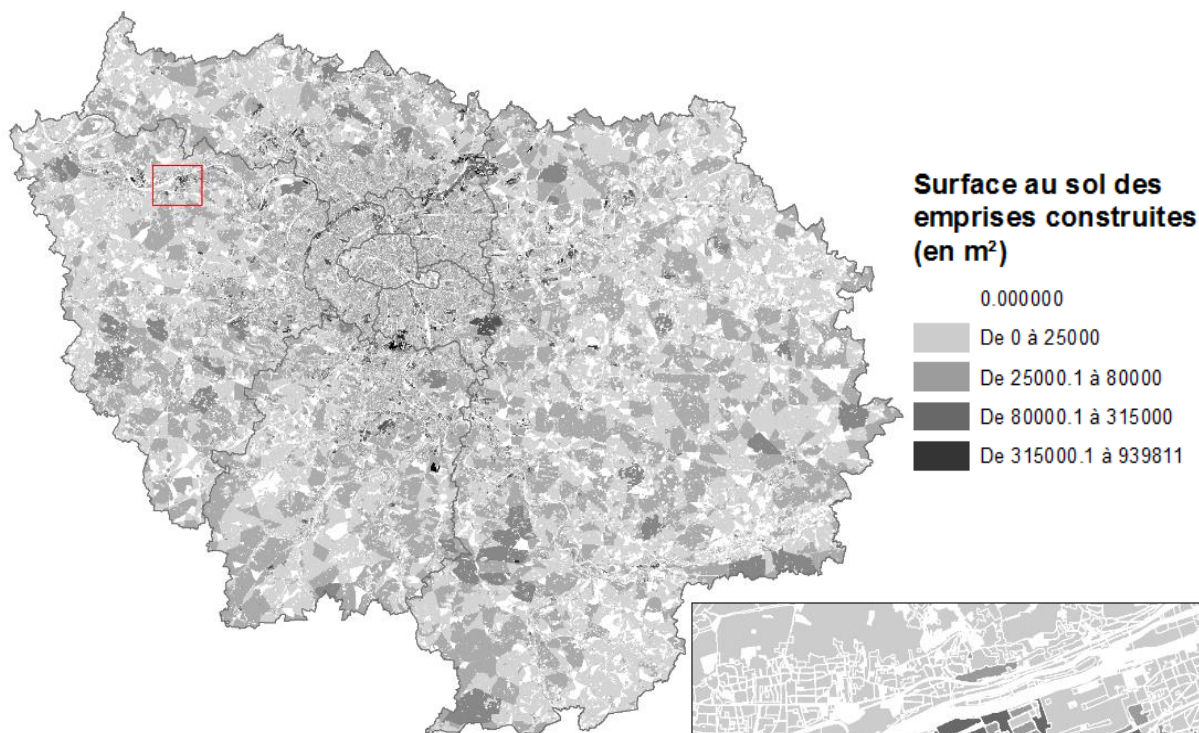 Surface au sol des
emprises construites
(en m²)
0.000000
De 0 à 25000
De 25000.1 à 80000
De 80000.1 à 315000
De 315000.1 à 939811